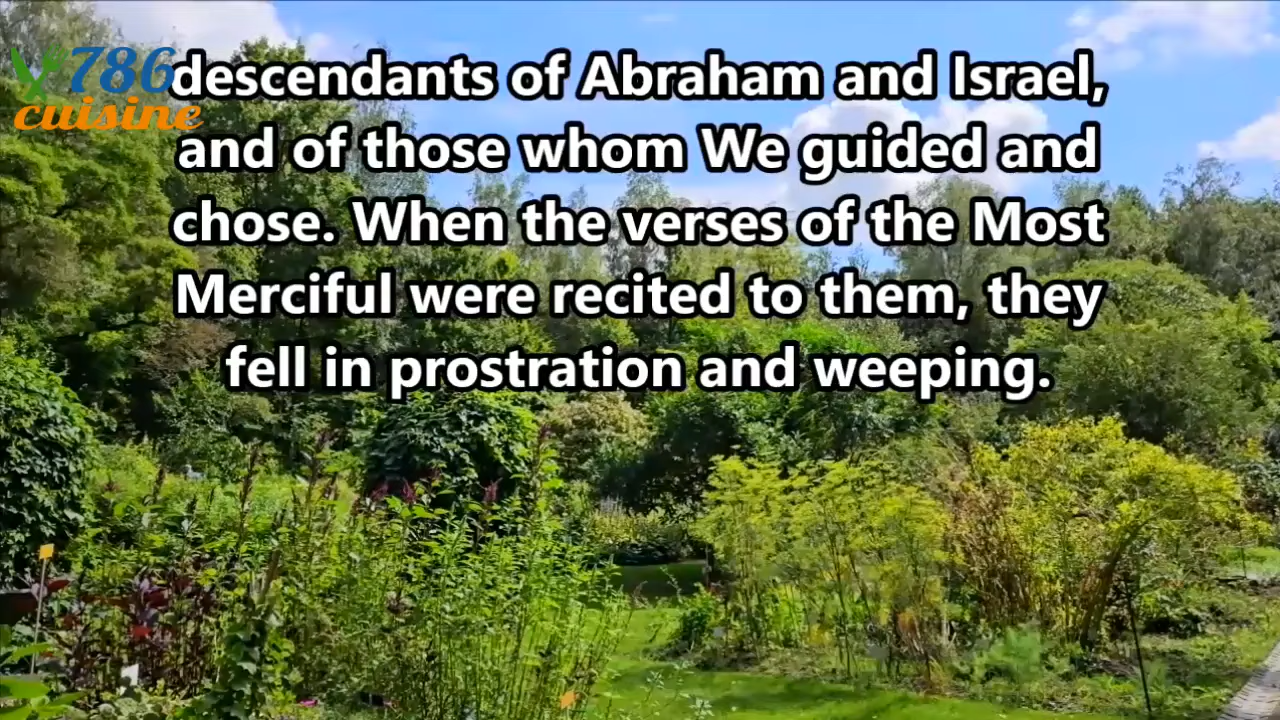 786
cuisine
descendants of Abraham and Israel,
and of those whom We guided and
chose. When the verses of the Most
Merciful were recited to them, they
fell in prostration and weeping.